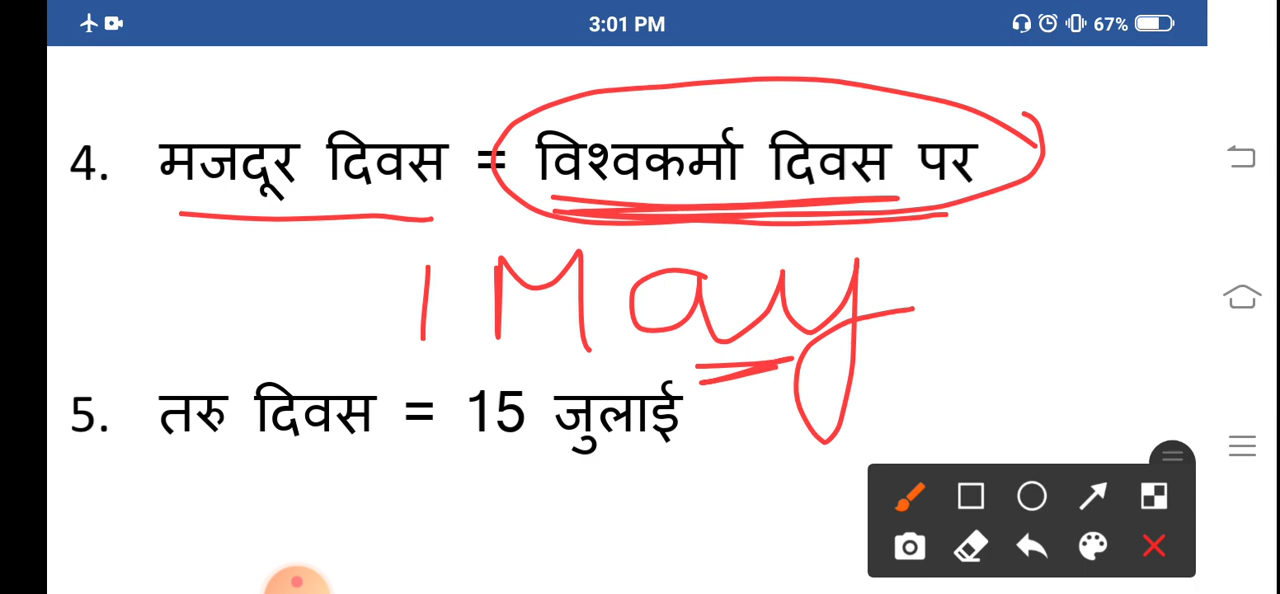 3:01 PM 67%
4. मजदूर दिवस = विश्वकर्मा दिवस पर
1 May
5. तरु दिवस = 15 जुलाई